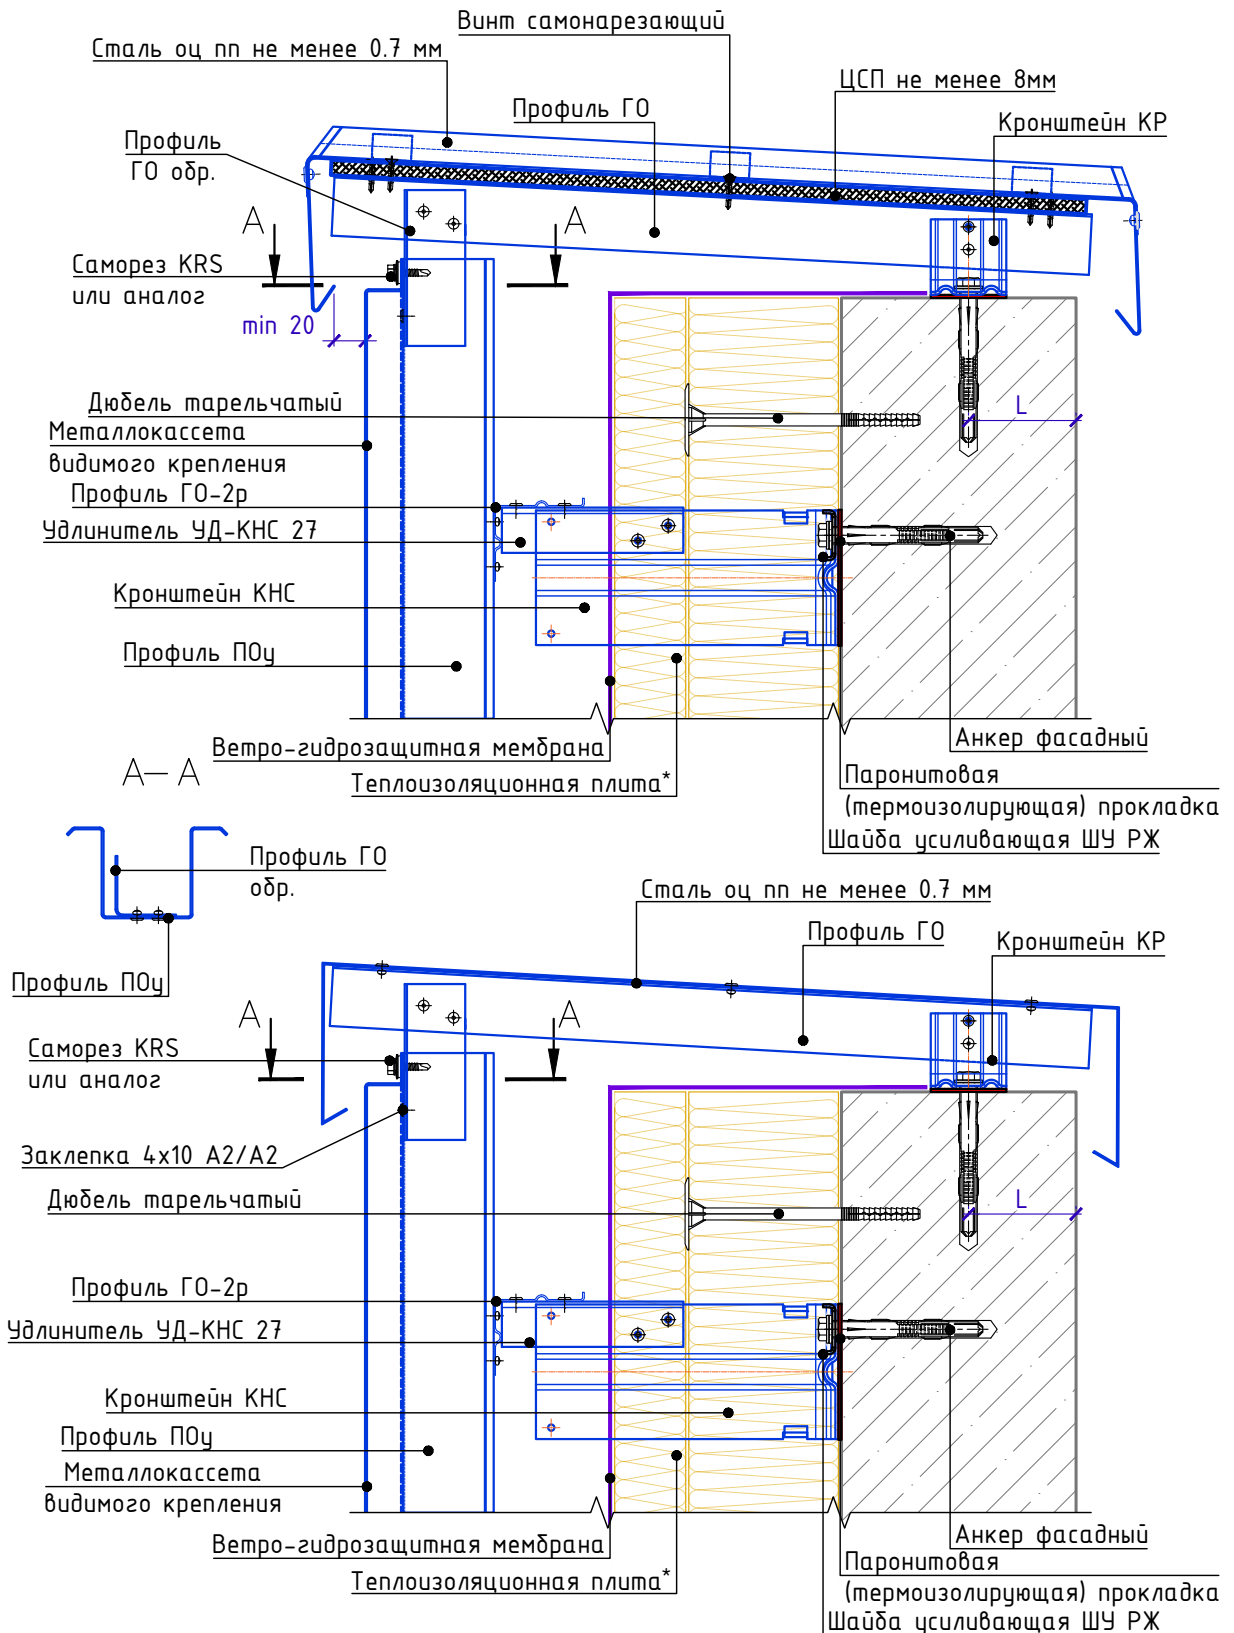 Винт самонарезающий
Сталь оц пп не менее 0.7 мм
ЦСП не менее 8мм
Профиль ГО
Кронштейн КР
Профиль
ГО обр.
А
А
Саморез KRS
или аналог
min 20
Дюбель тарельчатый
L
Металлокассета
видимого крепления
Профиль ГО-2р
Удлинитель УД-КНС 27
Кронштейн КНС
Профиль ПОу
Ветро-гидрозащитная мембрана
Анкер фасадный
Теплоизоляционная плита*
Паронитовая
(термоизолирующая) прокладка
Шайба усиливающая ШУ РЖ
А—А
Профиль ГО
обр.
Профиль ПОу
Сталь оц пп не менее 0.7 мм
Профиль ГО
Кронштейн КР
А
А
Саморез KRS
или аналог
Заклепка 4х10 А2/А2
Дюбель тарельчатый
L
Профиль ГО-2р
Удлинитель УД-КНС 27
Кронштейн КНС
Профиль ПОу
Металлокассета
видимого крепления
Ветро-гидрозащитная мембрана
Анкер фасадный
Теплоизоляционная плита*
Паронитовая
(термоизолирующая) прокладка
Шайба усиливающая ШУ РЖ